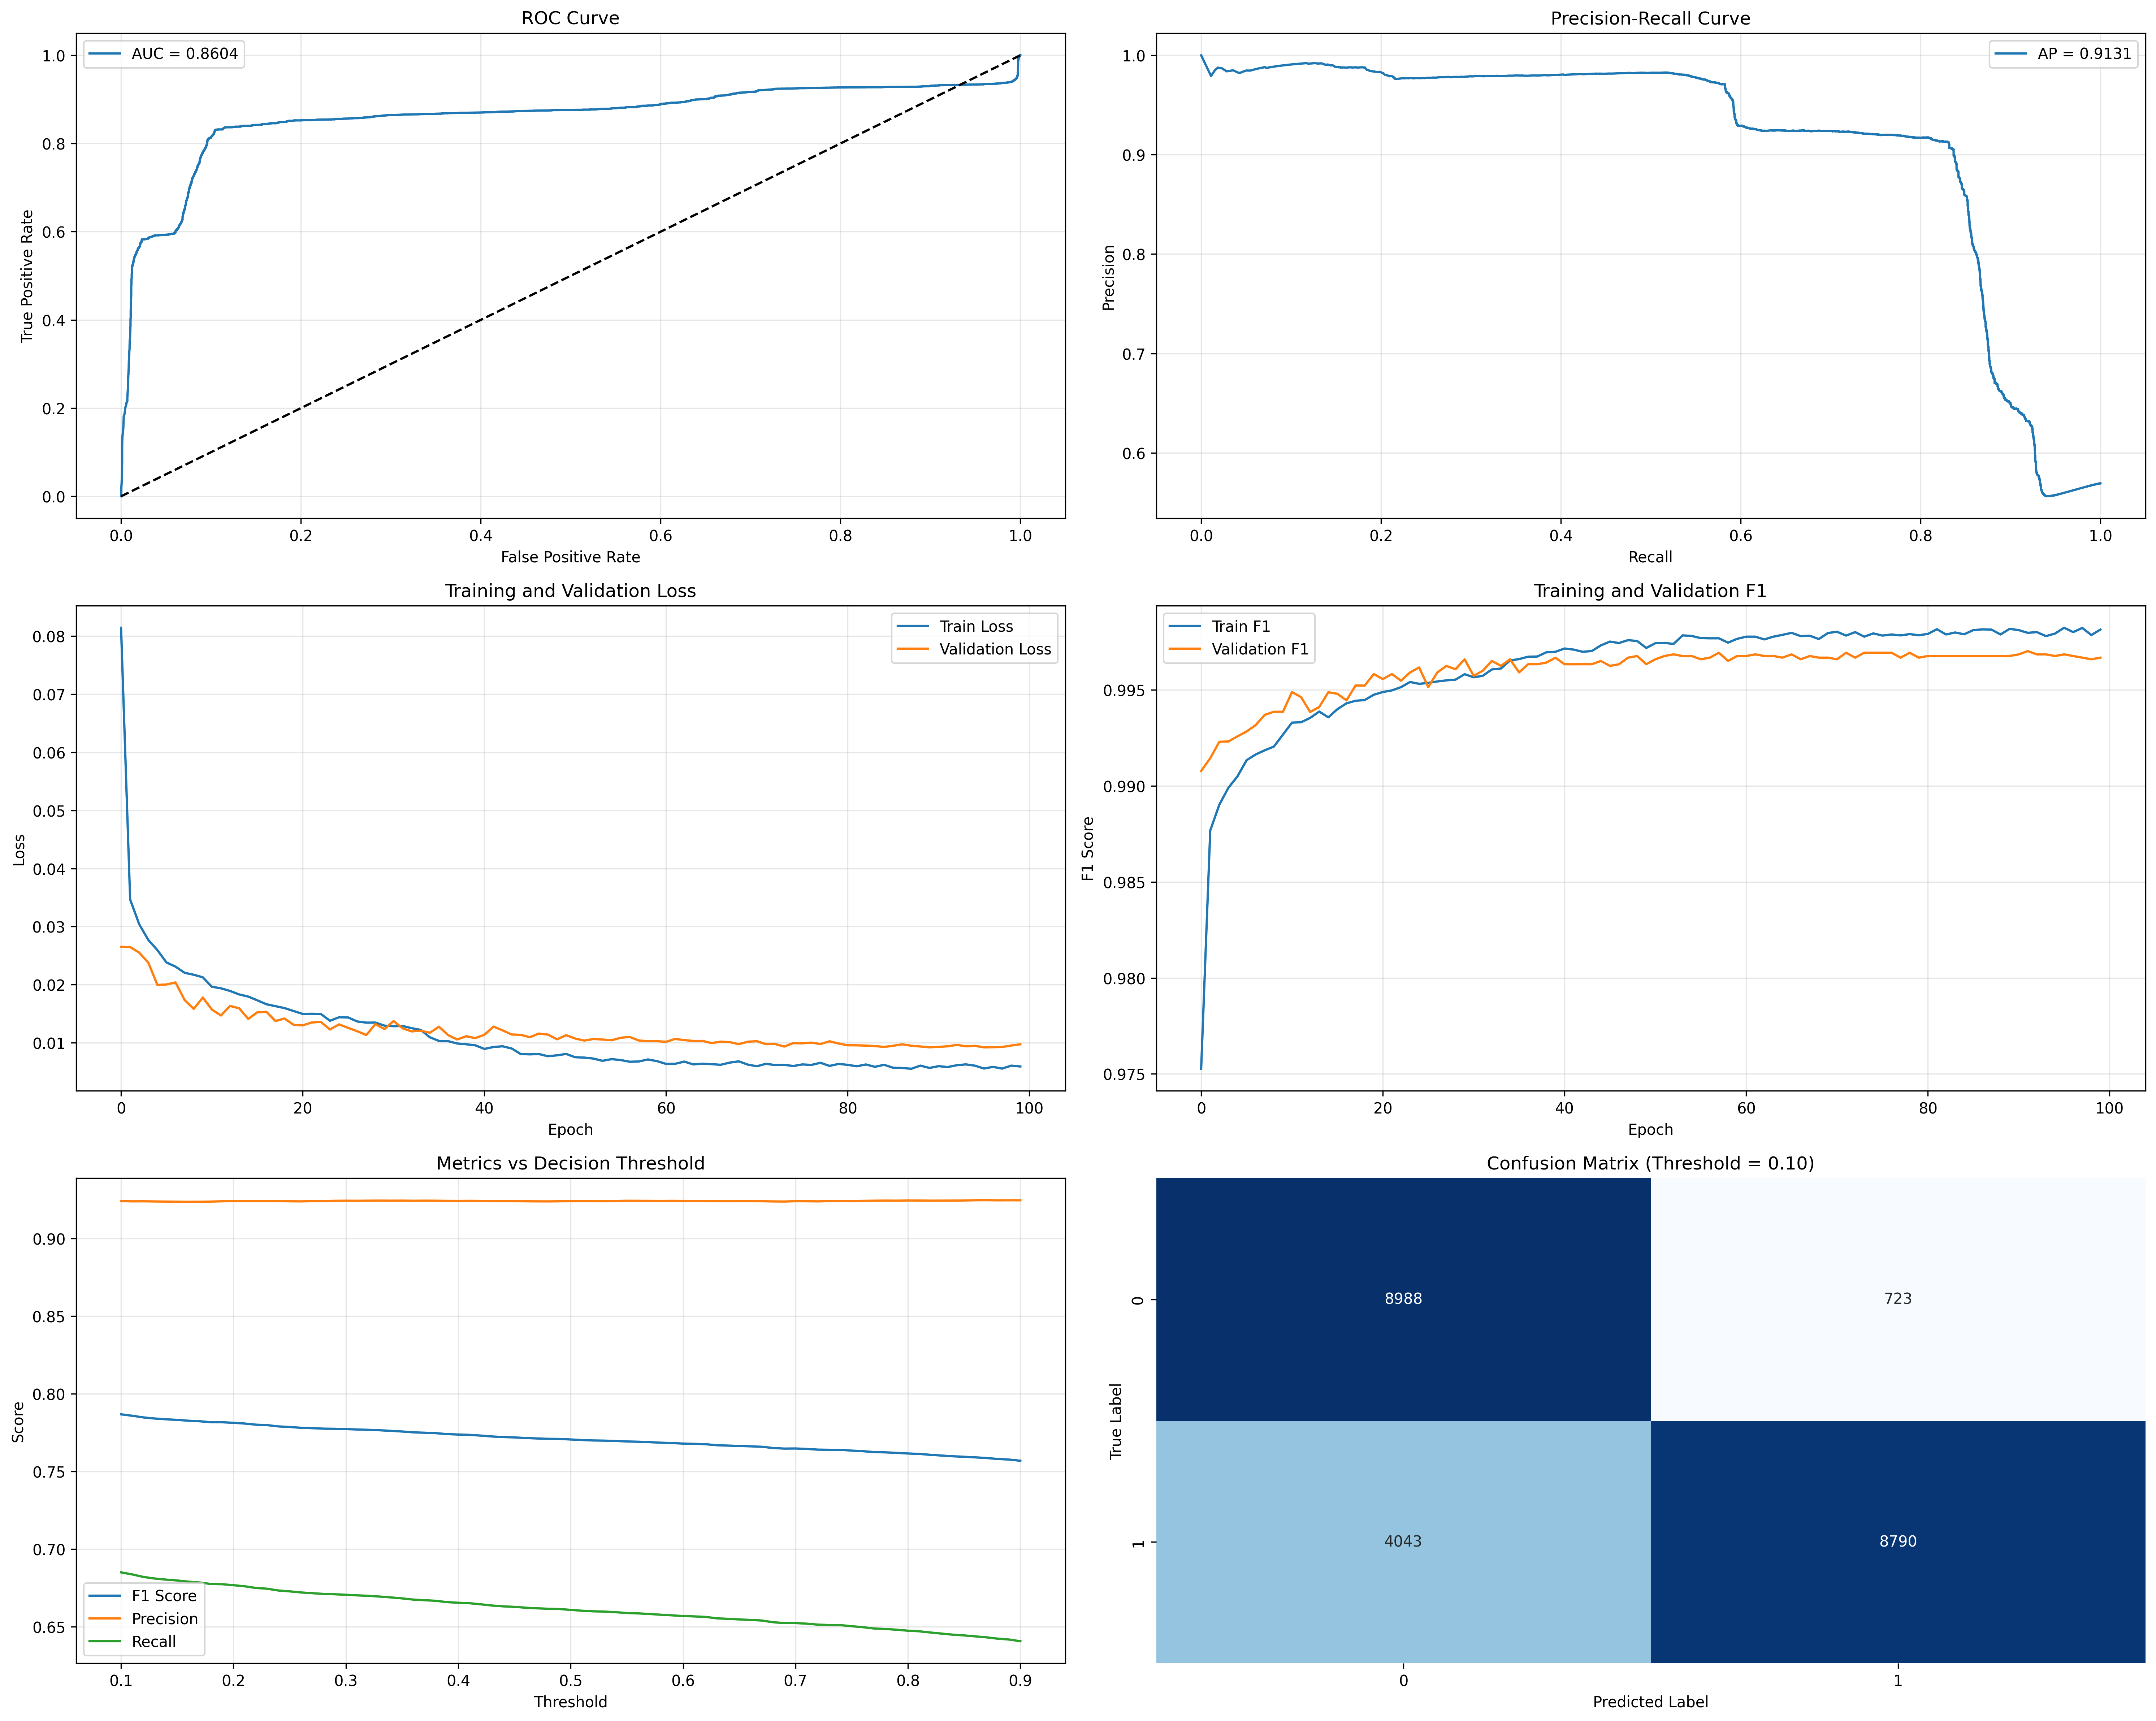 ROC Curve
AUC = 0.8604
True Positive Rate
1.0
0.8
0.6
0.4
0.2
0.0
0.0 0.2 0.4 0.6 0.8 1.0
False Positive Rate
Precision-Recall Curve
AP = 0.9131
Precision
1.0
0.9
0.8
0.7
0.6
0.0 0.2 0.4 0.6 0.8 1.0
Recall
Training and Validation Loss
Train Loss
Validation Loss
Loss
0.08
0.07
0.06
0.05
0.04
0.03
0.02
0.01
0 20 40 60 80 100
Epoch
Training and Validation F1
Train F1
Validation F1
F1 Score
0.995
0.990
0.985
0.980
0.975
0 20 40 60 80 100
Epoch
Metrics vs Decision Threshold
Score
0.90
0.85
0.80
0.75
0.70
0.65
F1 Score
Precision
Recall
0.1 0.2 0.3 0.4 0.5 0.6 0.7 0.8 0.9
Threshold
Confusion Matrix (Threshold = 0.10)
True Label
0
8988 723
1
4043 8790
0 1
Predicted Label